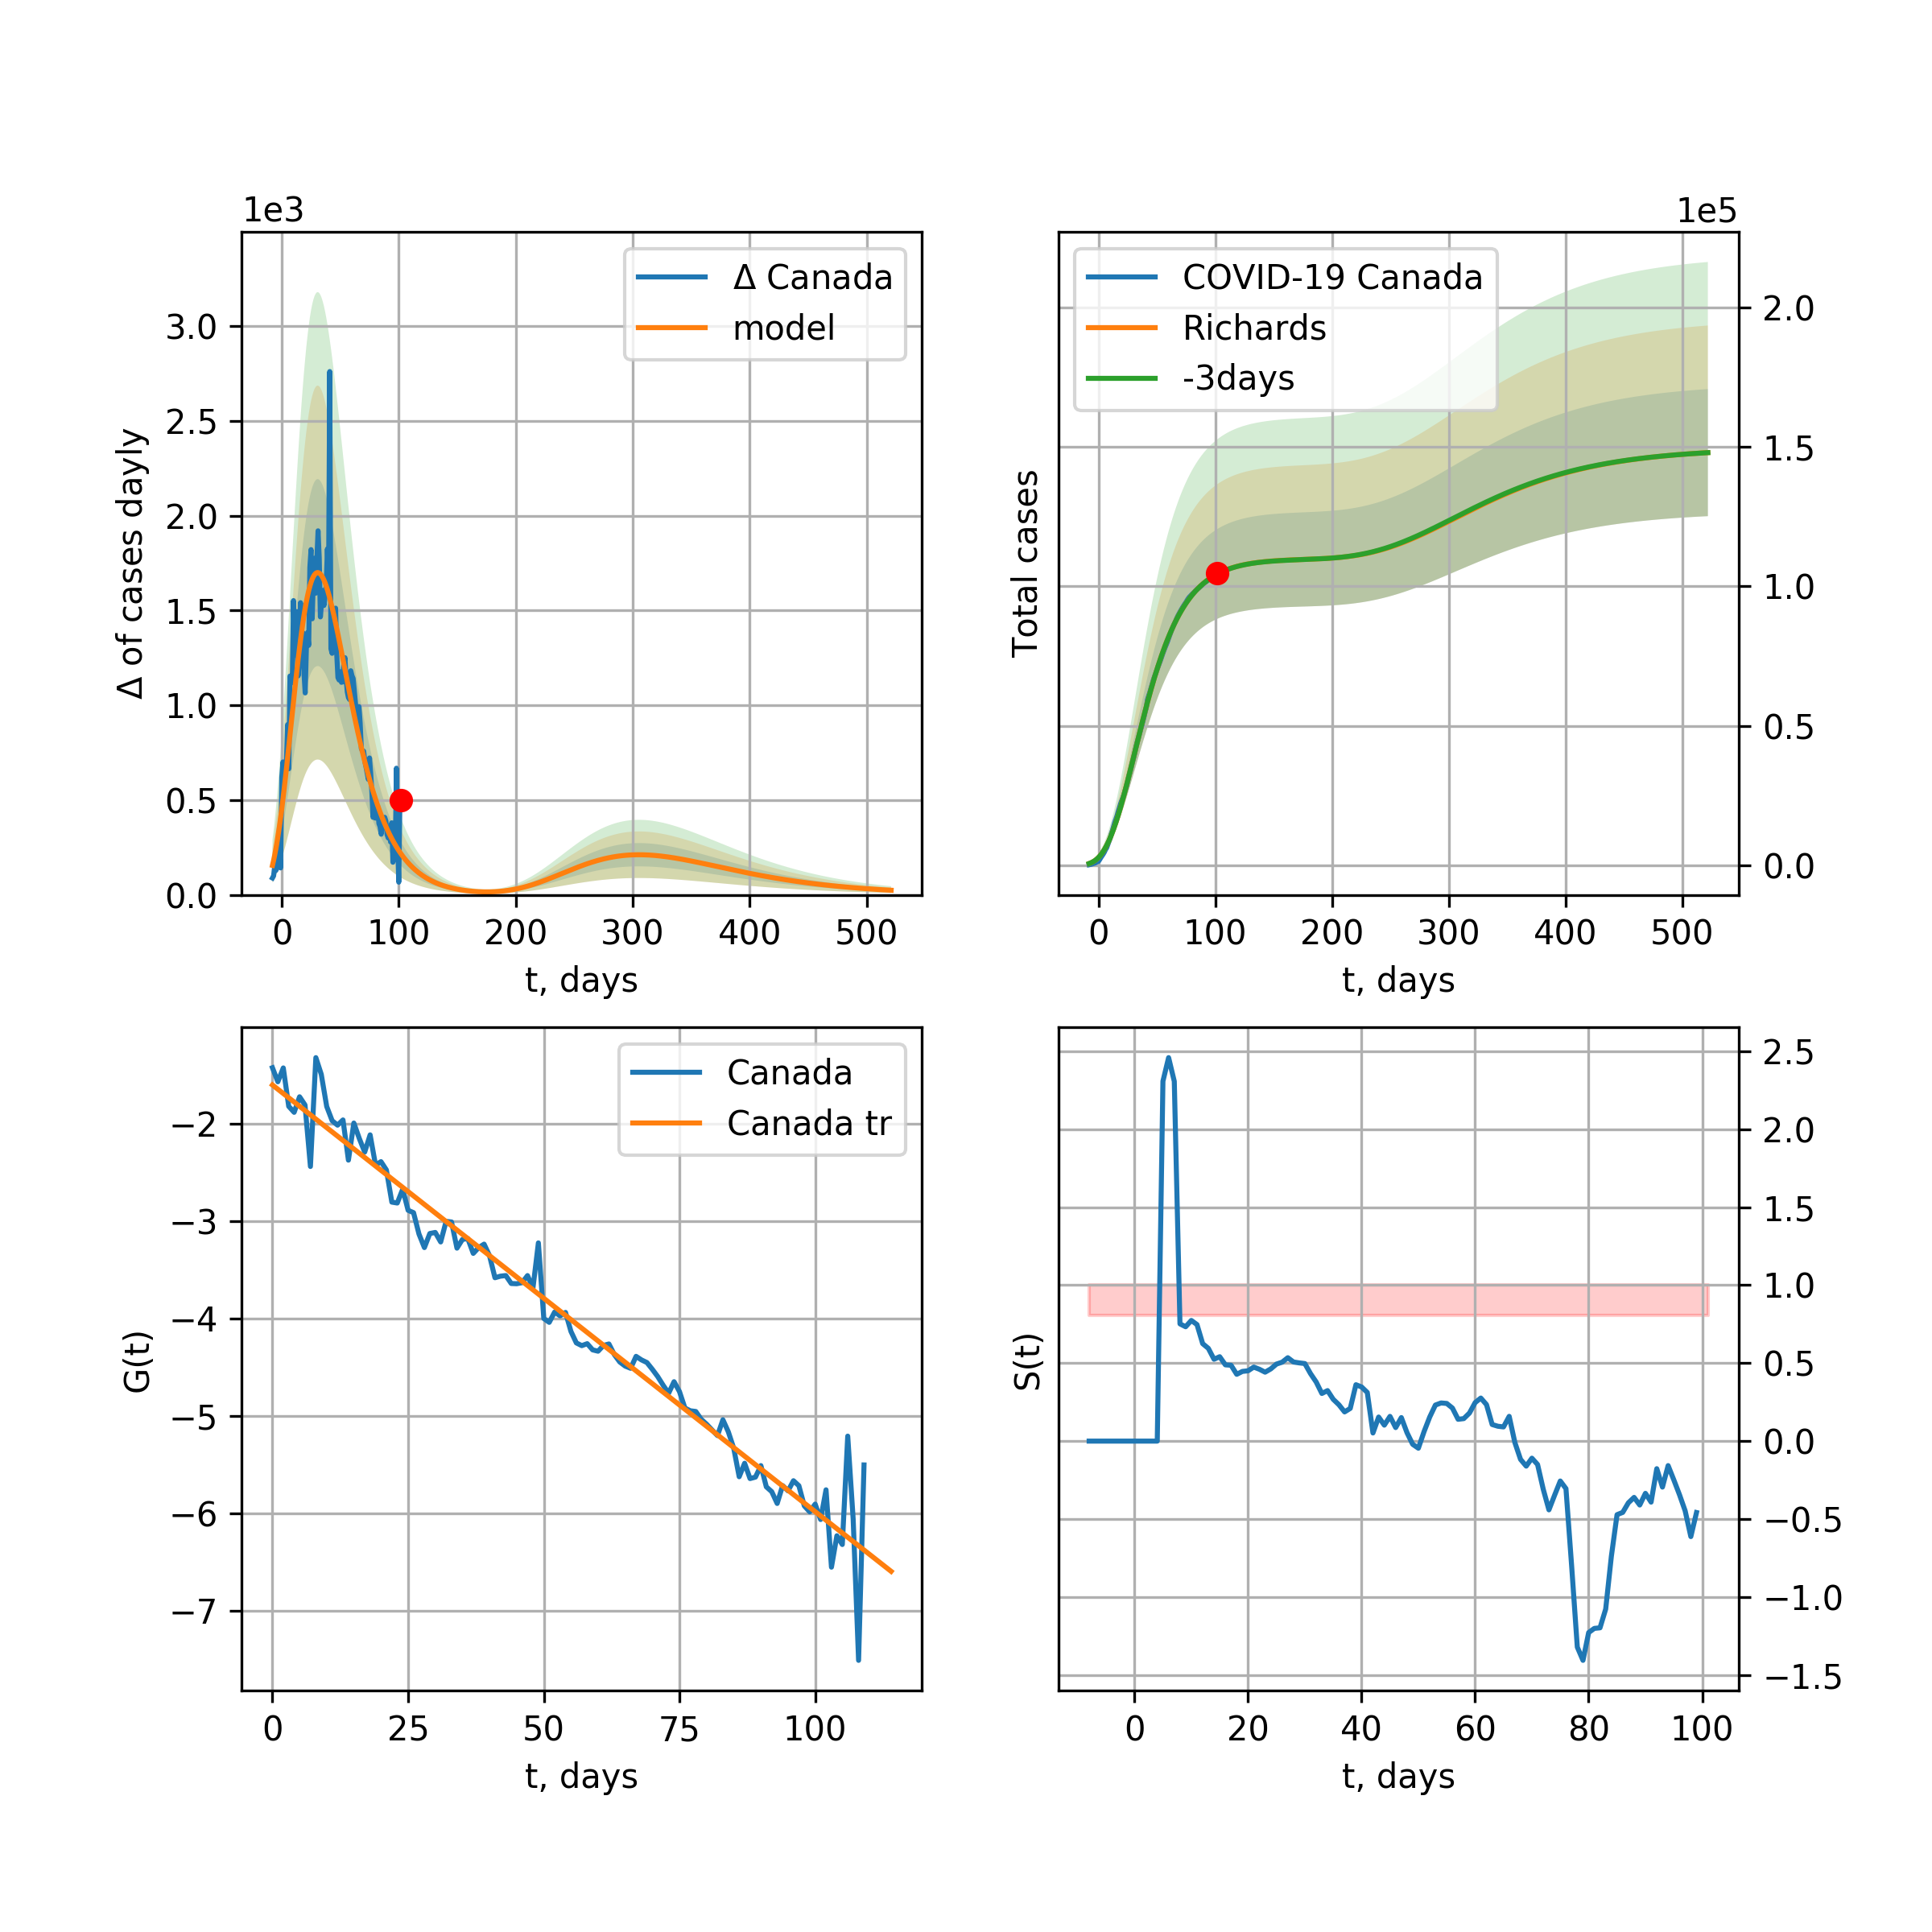 1e3
Δ Canada
model
3.0
2.5
2.0
1.5
1.0
0.5
0.0
Δ of cases dayly
0 100 200 300 400 500
t, days
1e5
COVID-19 Canada
Richards
-3days
2.0
1.5
1.0
0.5
0.0
Total cases
0 100 200 300 400 500
t, days
Canada
Canada tr
−2
−3
−4
−5
−6
−7
G(t)
0 25 50 75 100
t, days
2.5
2.0
1.5
1.0
0.5
0.0
−0.5
−1.0
−1.5
S(t)
0 20 40 60 80 100
t, days